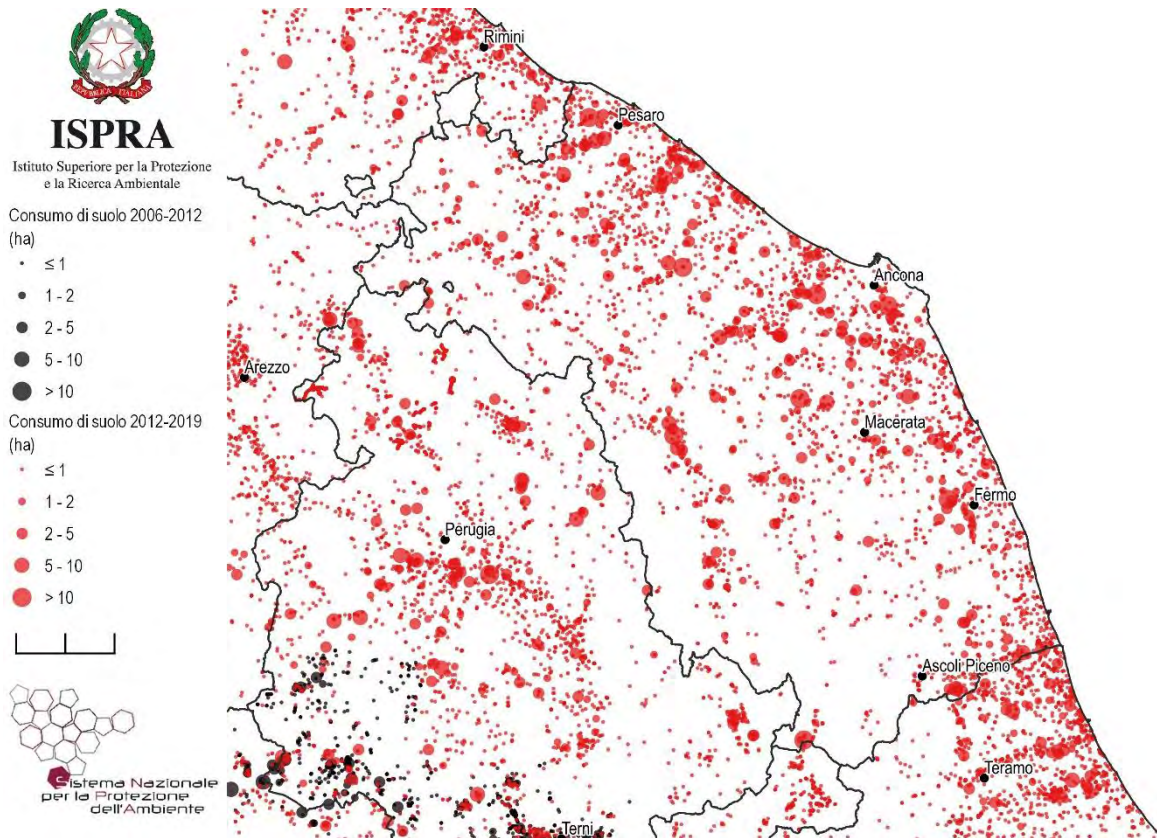 REPVBBLICA ITALIANA
ISPRA
Istituto Superiore per la Protezione
e la Ricerca Ambientale
Consumo di suolo 2006-2012
(ha)
≤ 1
1 - 2
2 - 5
5 - 10
> 10
Consumo di suolo 2012-2019
(ha)
≤ 1
1 - 2
2 - 5
5 - 10
> 10
Sistema Nazionale
per la Protezione
dell'Ambiente
Rimini
Pesaro
Ancona
Arezzo
Macerata
Fermo
Perugia
Ascoli Piceno
Teramo
Terni